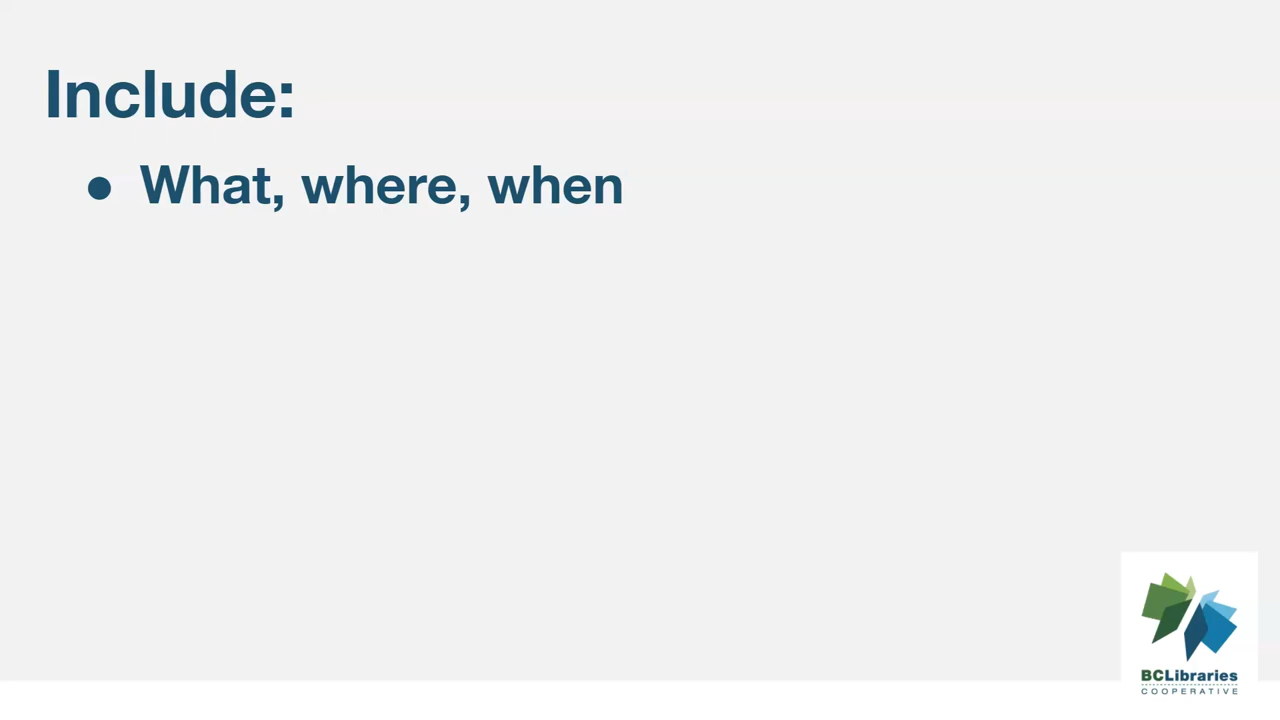 Include:
● What, where, when
BCLibraries
COOPERATIVE